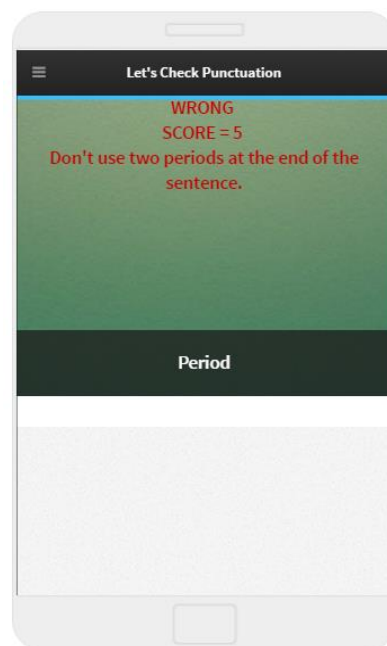 Let's Check Punctuation
WRONG
SCORE = 5
Don't use two periods at the end of the
sentence.
Period